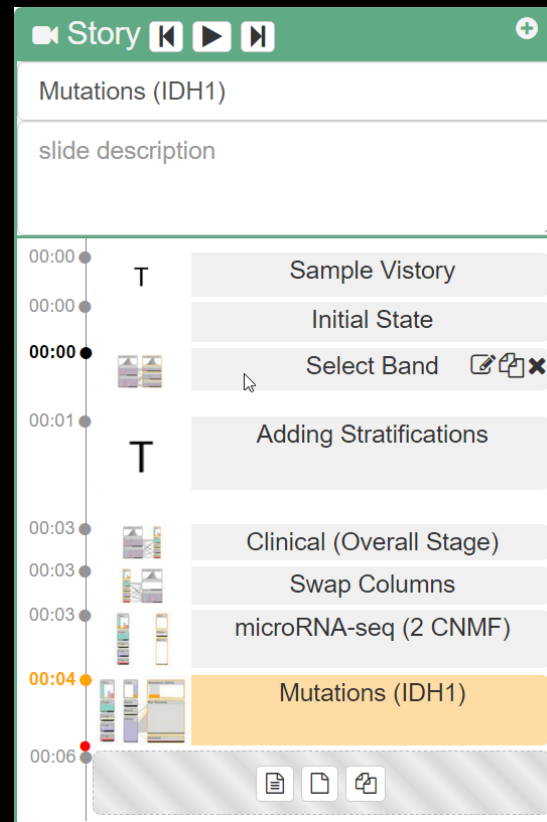 Story
Mutations (IDH1)
slide description
00:00
T
Sample Vistory
00:00
Initial State
00:00
Select Band
00:01
T
Adding Stratifications
00:03
Clinical (Overall Stage)
00:03
Swap Columns
00:03
microRNA-seq (2 CNMF)
00:04
Mutations (IDH1)
00:06